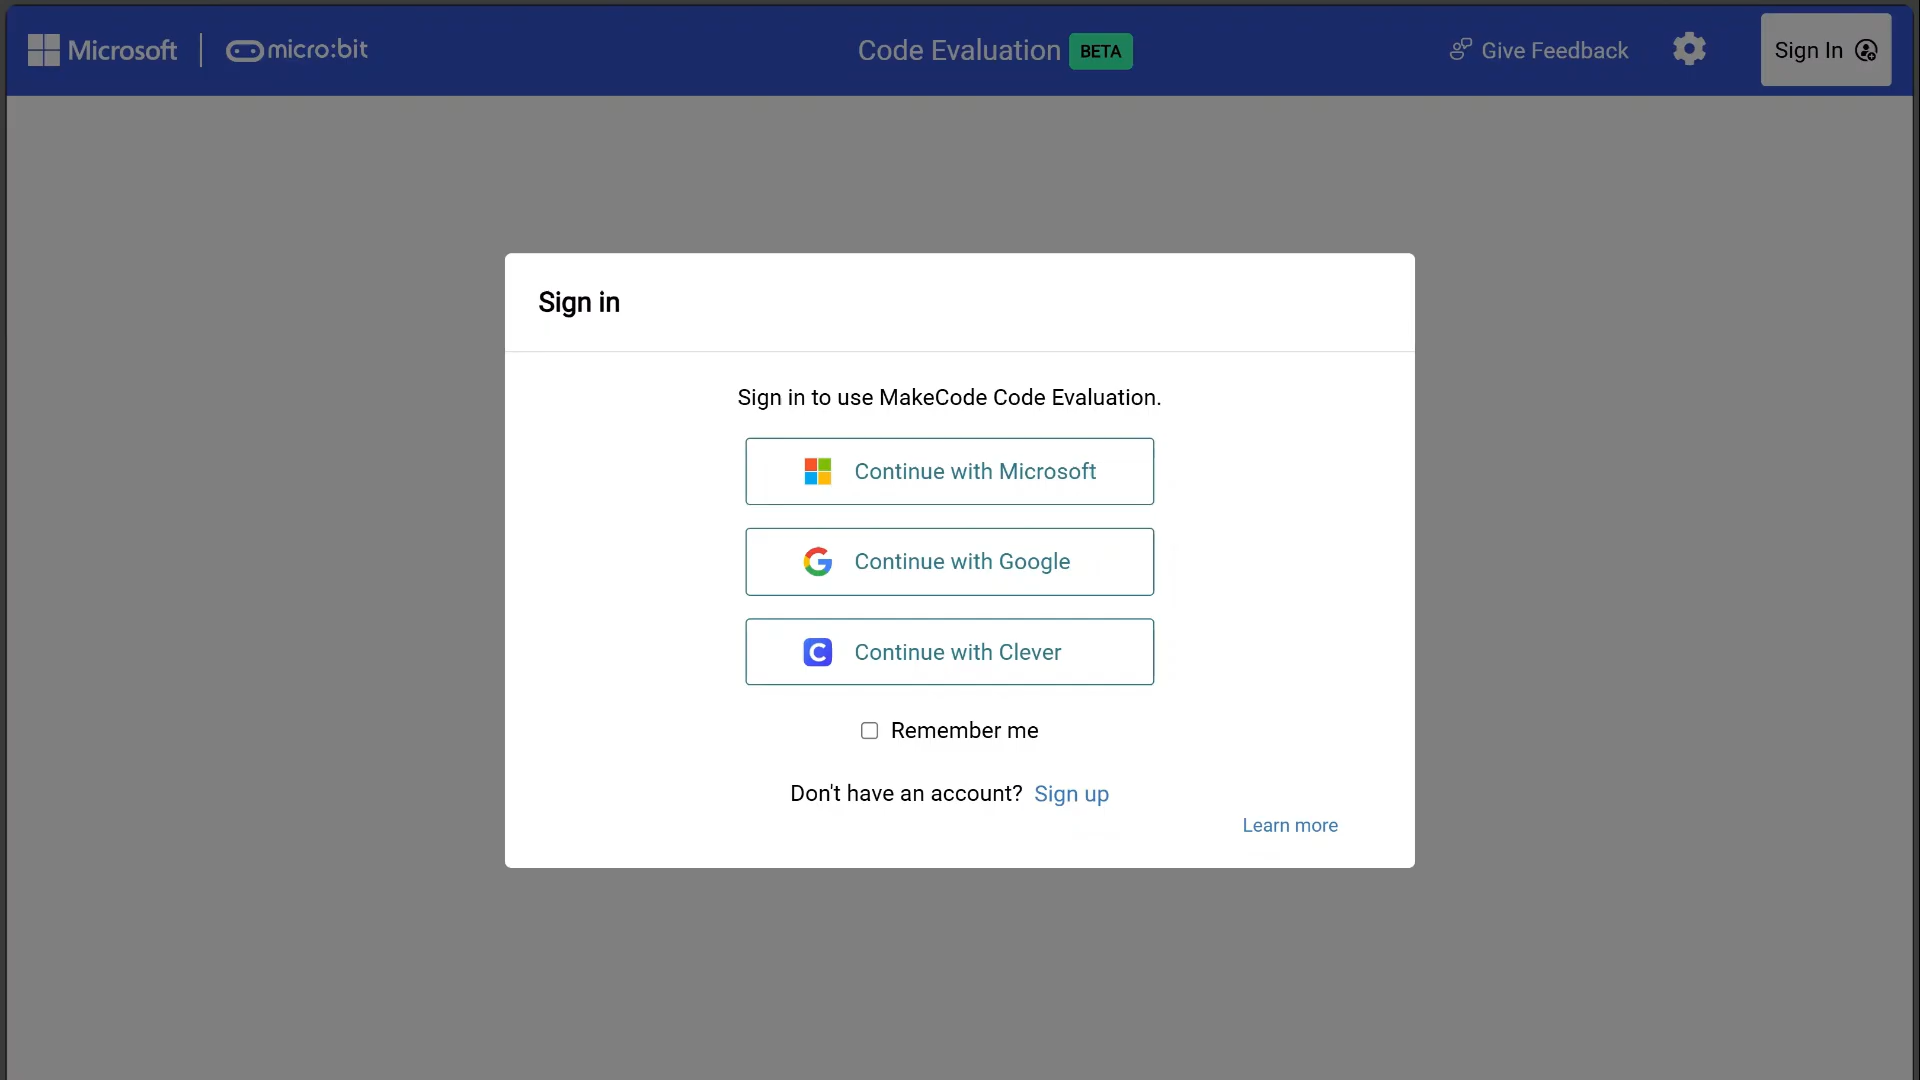 Microsoft
micro:bit
Code Evaluation BETA
Give Feedback
Sign In
Sign in
Sign in to use MakeCode Code Evaluation.
Continue with Microsoft
Continue with Google
Continue with Clever
Remember me
Don't have an account? Sign up
Learn more